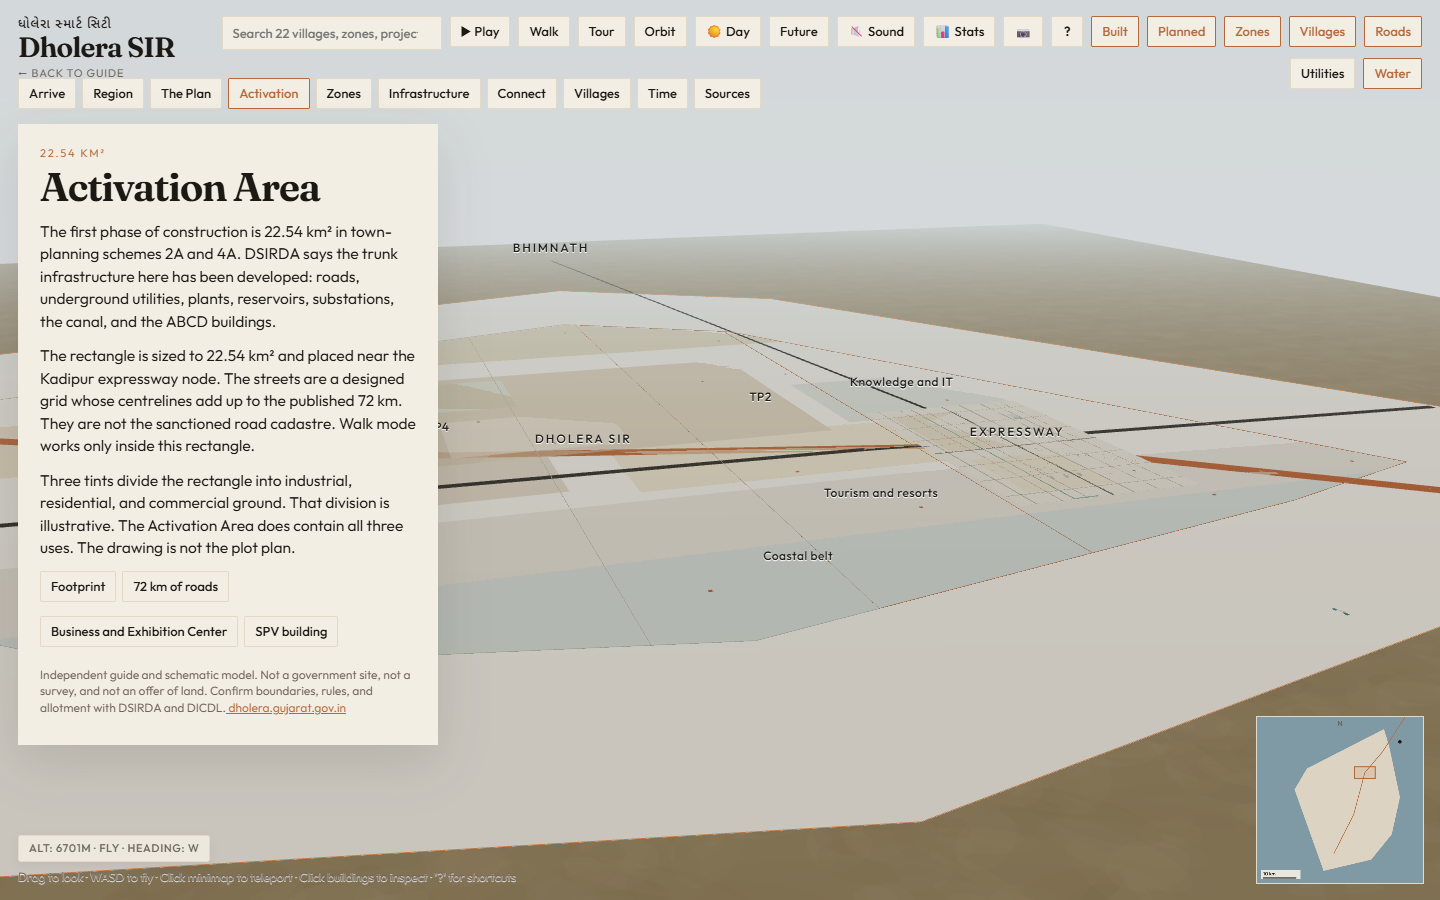 ધોલેરા સ્માર્ટ સિટી
Dholera SIR
← BACK TO GUIDE
Search 22 villages, zones, projec
▶ Play
Walk
Tour
Orbit
Day
Future
Sound
Stats
?
Built
Planned
Zones
Villages
Roads
Utilities
Water
Arrive
Region
The Plan
Activation
Zones
Infrastructure
Connect
Villages
Time
Sources
22.54 KM²
Activation Area
The first phase of construction is 22.54 km² in town-
planning schemes 2A and 4A. DSIRDA says the trunk
infrastructure here has been developed: roads,
underground utilities, plants, reservoirs, substations,
the canal, and the ABCD buildings.
The rectangle is sized to 22.54 km² and placed near the
Kadipur expressway node. The streets are a designed
grid whose centrelines add up to the published 72 km.
They are not the sanctioned road cadastre. Walk mode
works only inside this rectangle.
Three tints divide the rectangle into industrial,
residential, and commercial ground. That division is
illustrative. The Activation Area does contain all three
uses. The drawing is not the plot plan.
Footprint
72 km of roads
Business and Exhibition Center
SPV building
Independent guide and schematic model. Not a government site, not a
survey, and not an offer of land. Confirm boundaries, rules, and
allotment with DSIRDA and DICDL. dholera.gujarat.gov.in
BHIMNATH
Knowledge and IT
TP2
P4
DHOLERA SIR
EXPRESSWAY
Tourism and resorts
Coastal belt
N
10 km
ALT: 6701M · FLY · HEADING: W
Drag to look · WASD to fly · Click minimap to teleport · Click buildings to inspect · "?" for shortcuts